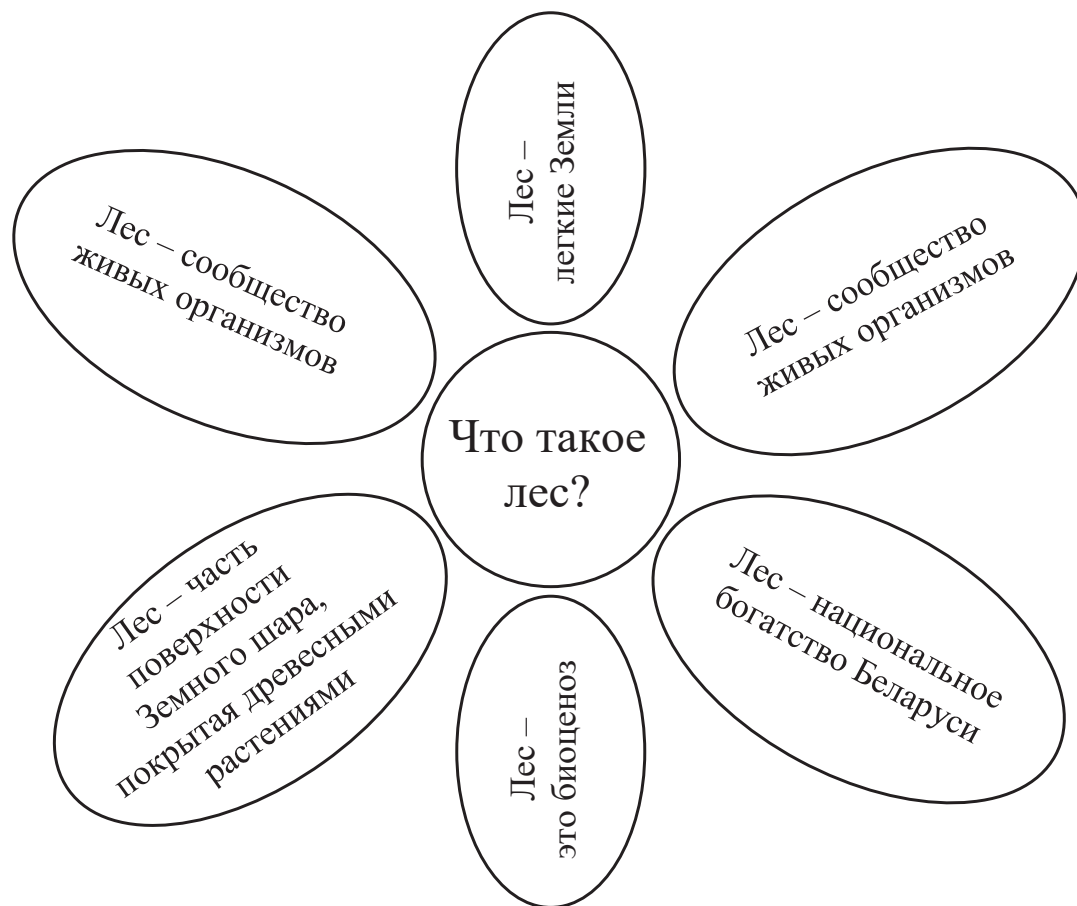 Лес –
легкие Земли
Лес – сообщество
живых организмов
Лес – сообщество
живых организмов
Что такое
лес?
Лес – часть
поверхности
Земного шара,
покрытая древесными
растениями
Лес – национальное
богатство Беларуси
Лес –
это биоценоз